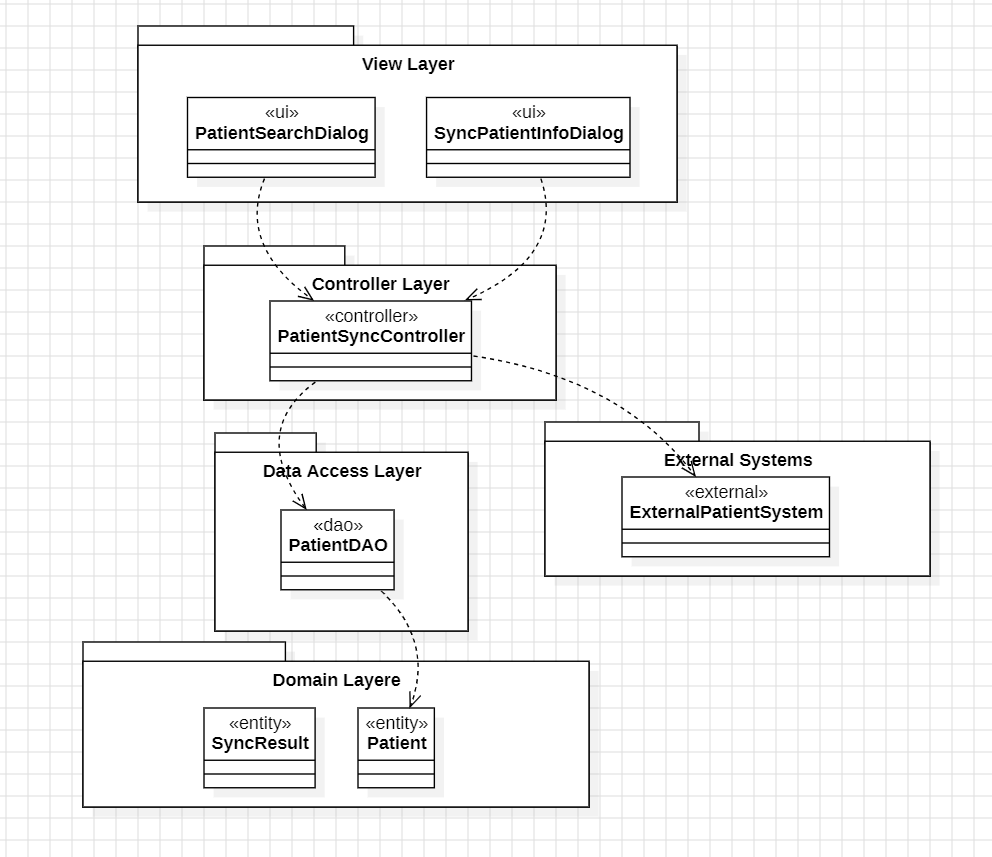 View Layer
«ui»
PatientSearchDialog
«ui»
SyncPatientInfoDialog
Controller Layer
«controller»
PatientSyncController
Data Access Layer
«dao»
PatientDAO
External Systems
«external»
ExternalPatientSystem
Domain Layere
«entity»
SyncResult
«entity»
Patient